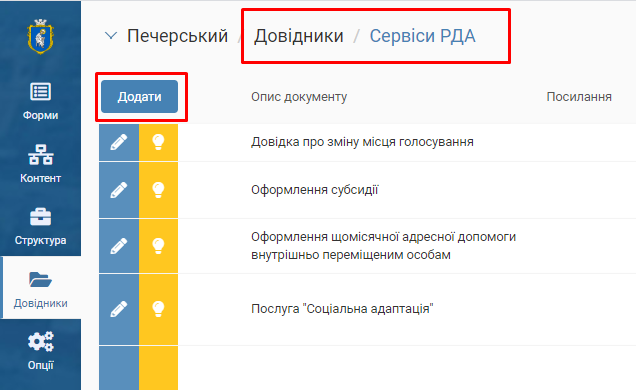 Печерський / Довідники / Сервіси РДА
Додати
Опис документу
Посилання
Форми
Контент
Структура
Довідники
Опції
Довідка про зміну місця голосування
Оформлення субсидії
Оформлення щомісячної адресної допомоги
внутрішньо переміщеним особам
Послуга "Соціальна адаптація"